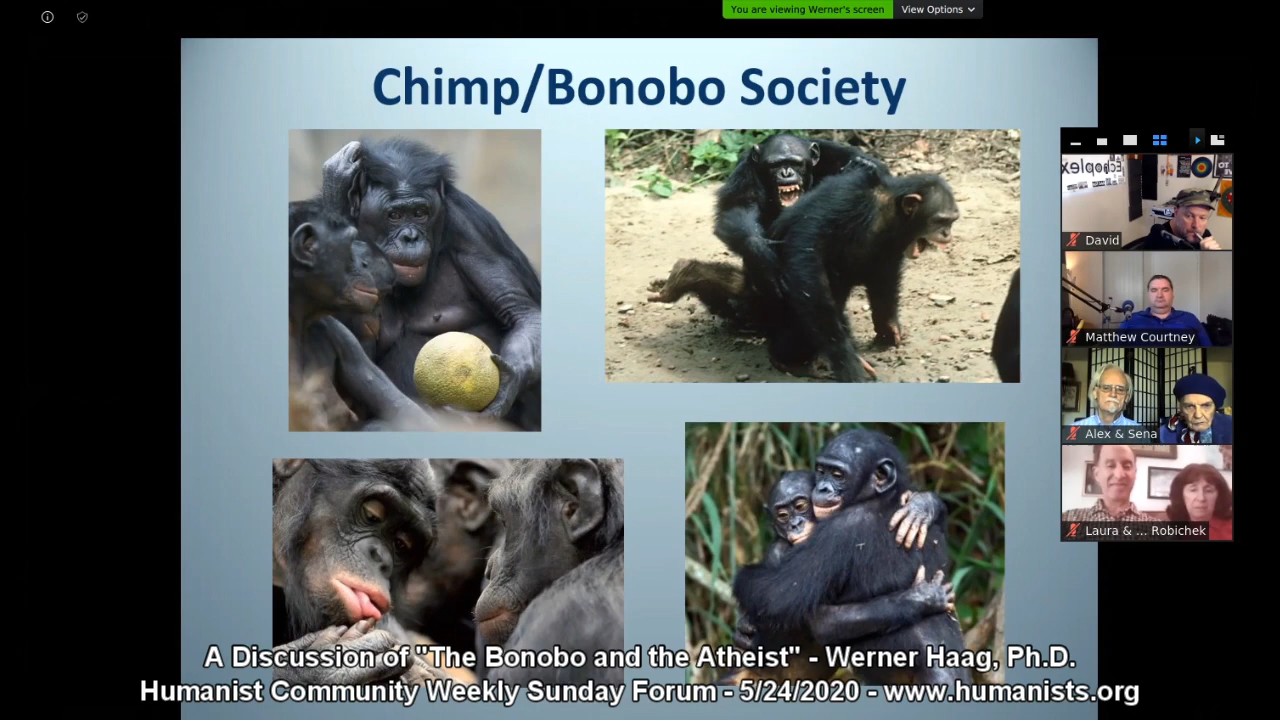 You are viewing Werner's screen
View Options
Chimp/Bonobo Society
David
Matthew Courtney
Alex & Sena
Laura & ... Robichek
A Discussion of "The Bonobo and the Atheist" - Werner Haag, Ph.D.
Humanist Community Weekly Sunday Forum - 5/24/2020 - www.humanists.org